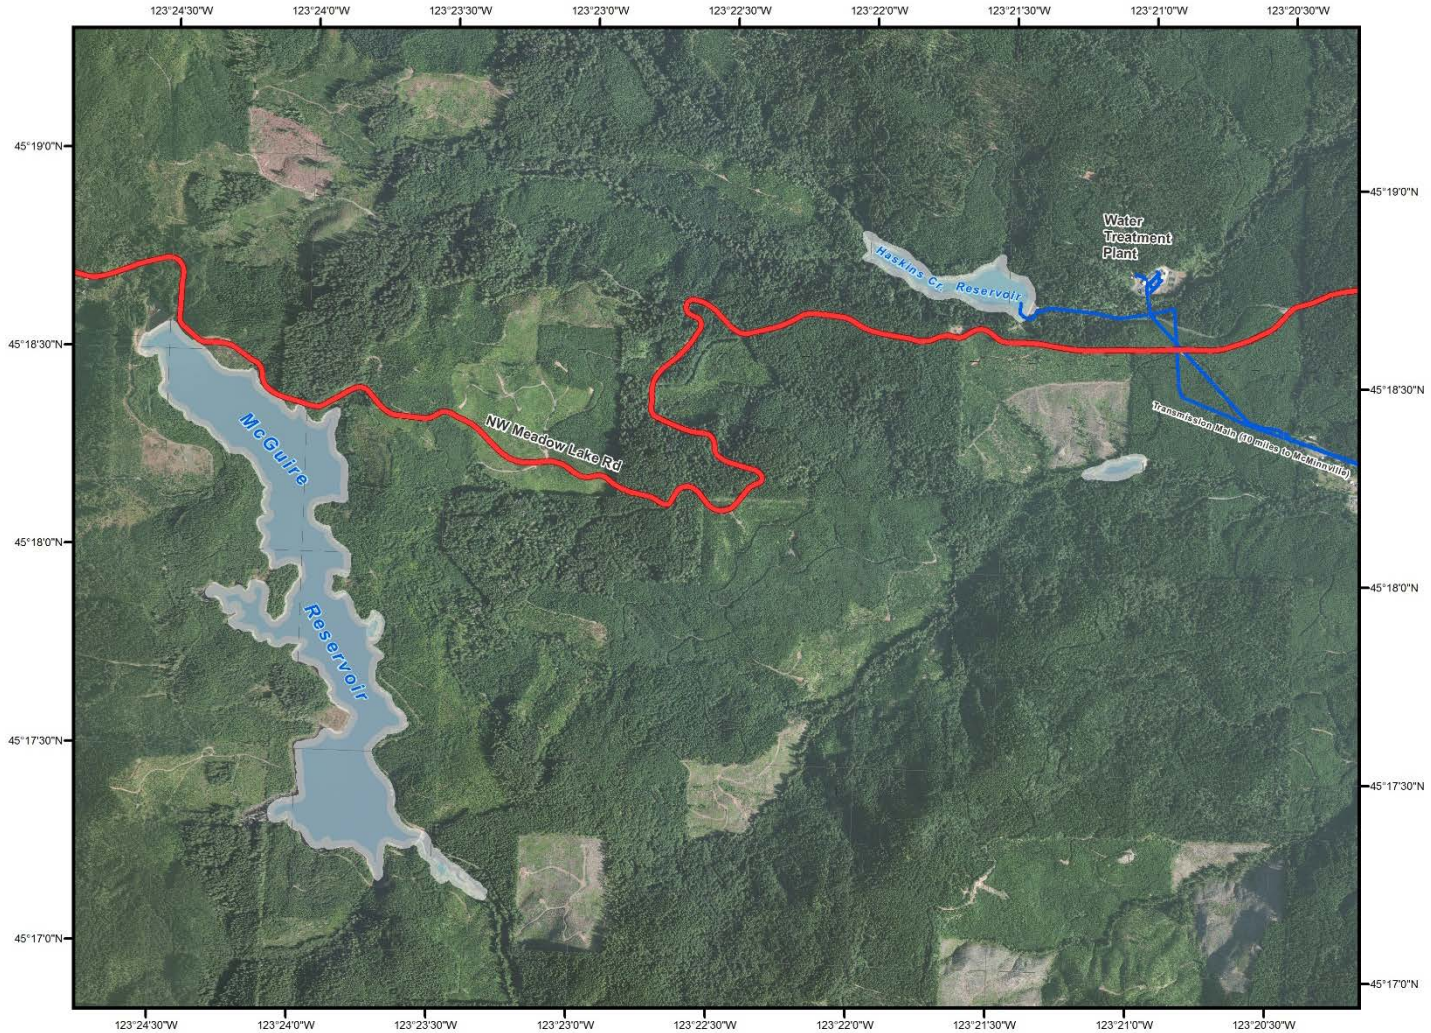 123°24'30"W 123°24'0"W 123°23'30"W 123°23'0"W 123°22'30"W 123°22'0"W 123°21'30"W 123°21'0"W 123°20'30"W
45°19'0"N
45°19'0"N
Water
Treatment
Plant
Haskins Cr. Reservoir
45°18'30"N
45°18'30"N
McGuire
NW Meadow Lake Rd
Transmission Main (10 miles to McMinnville)
45°18'0"N
45°18'0"N
Reservoir
45°17'30"N
45°17'30"N
45°17'0"N
45°17'0"N
123°24'30"W 123°24'0"W 123°23'30"W 123°23'0"W 123°22'30"W 123°22'0"W 123°21'30"W 123°21'0"W 123°20'30"W